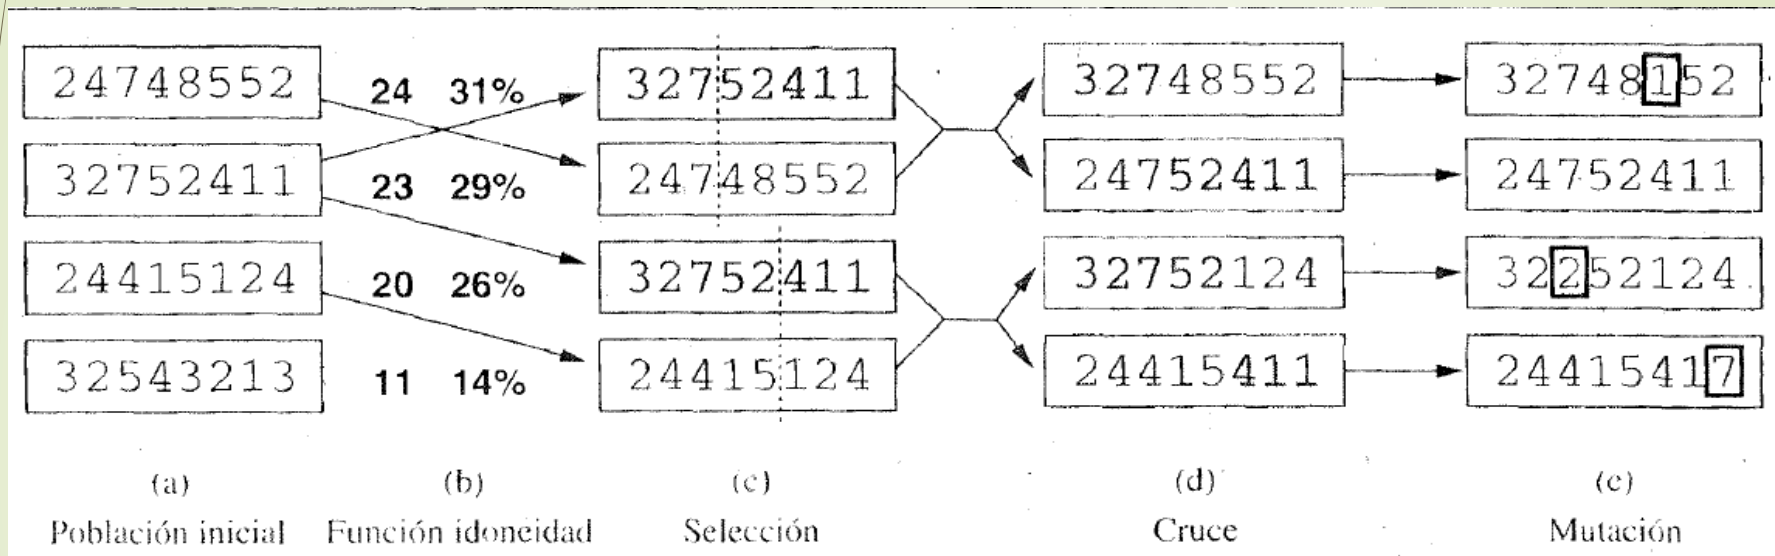 24748552 24 31% 32752411 32748552 32748152
32752411 23 29% 24748552 24752411 24752411
24415124 20 26% 32752411 32752124 32252124
32543213 11 14% 24415124 24415411 24415417
(a) (b) (c) (d) (e)
Población inicial Función idoneidad Selección Cruce Mutación